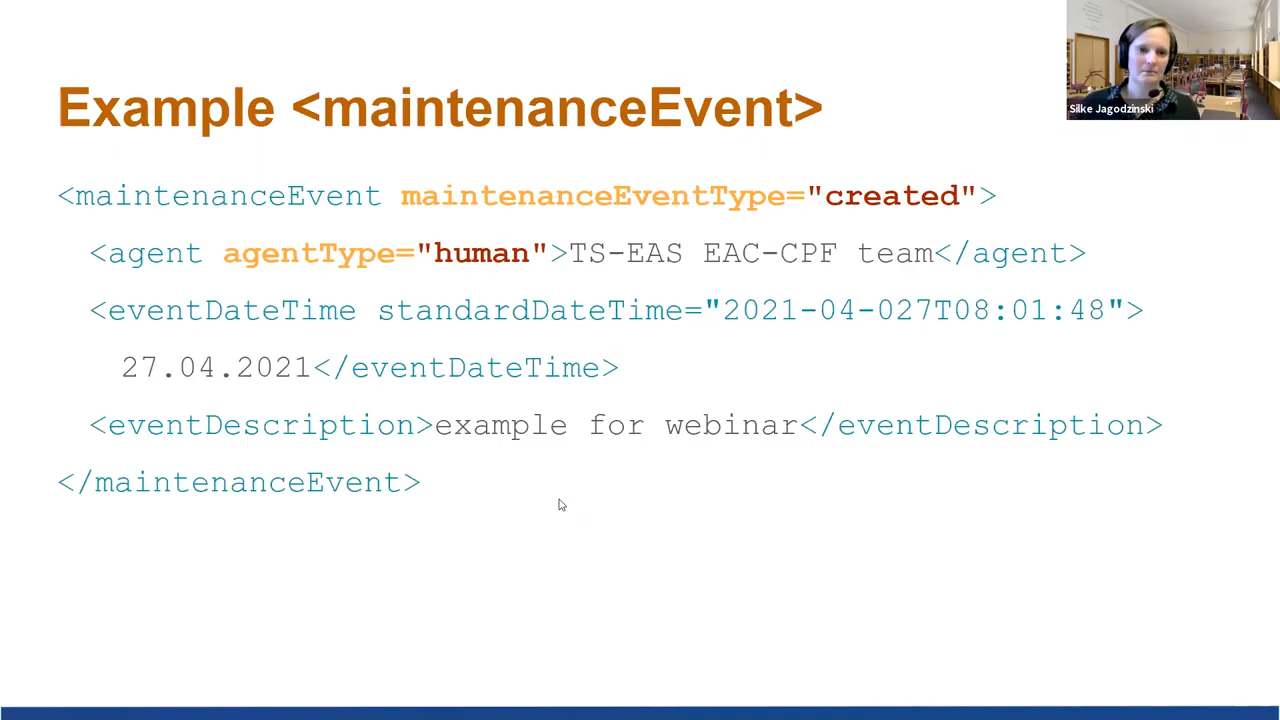 Example <maintenanceEvent>
Silke Jagodzinski
<maintenanceEvent maintenanceEventType="created">
<agent agentType="human">TS-EAS EAC-CPF team</agent>
<eventDateTime standardDateTime="2021-04-027T08:01:48">
27.04.2021</eventDateTime>
<eventDescription>example for webinar</eventDescription>
</maintenanceEvent>